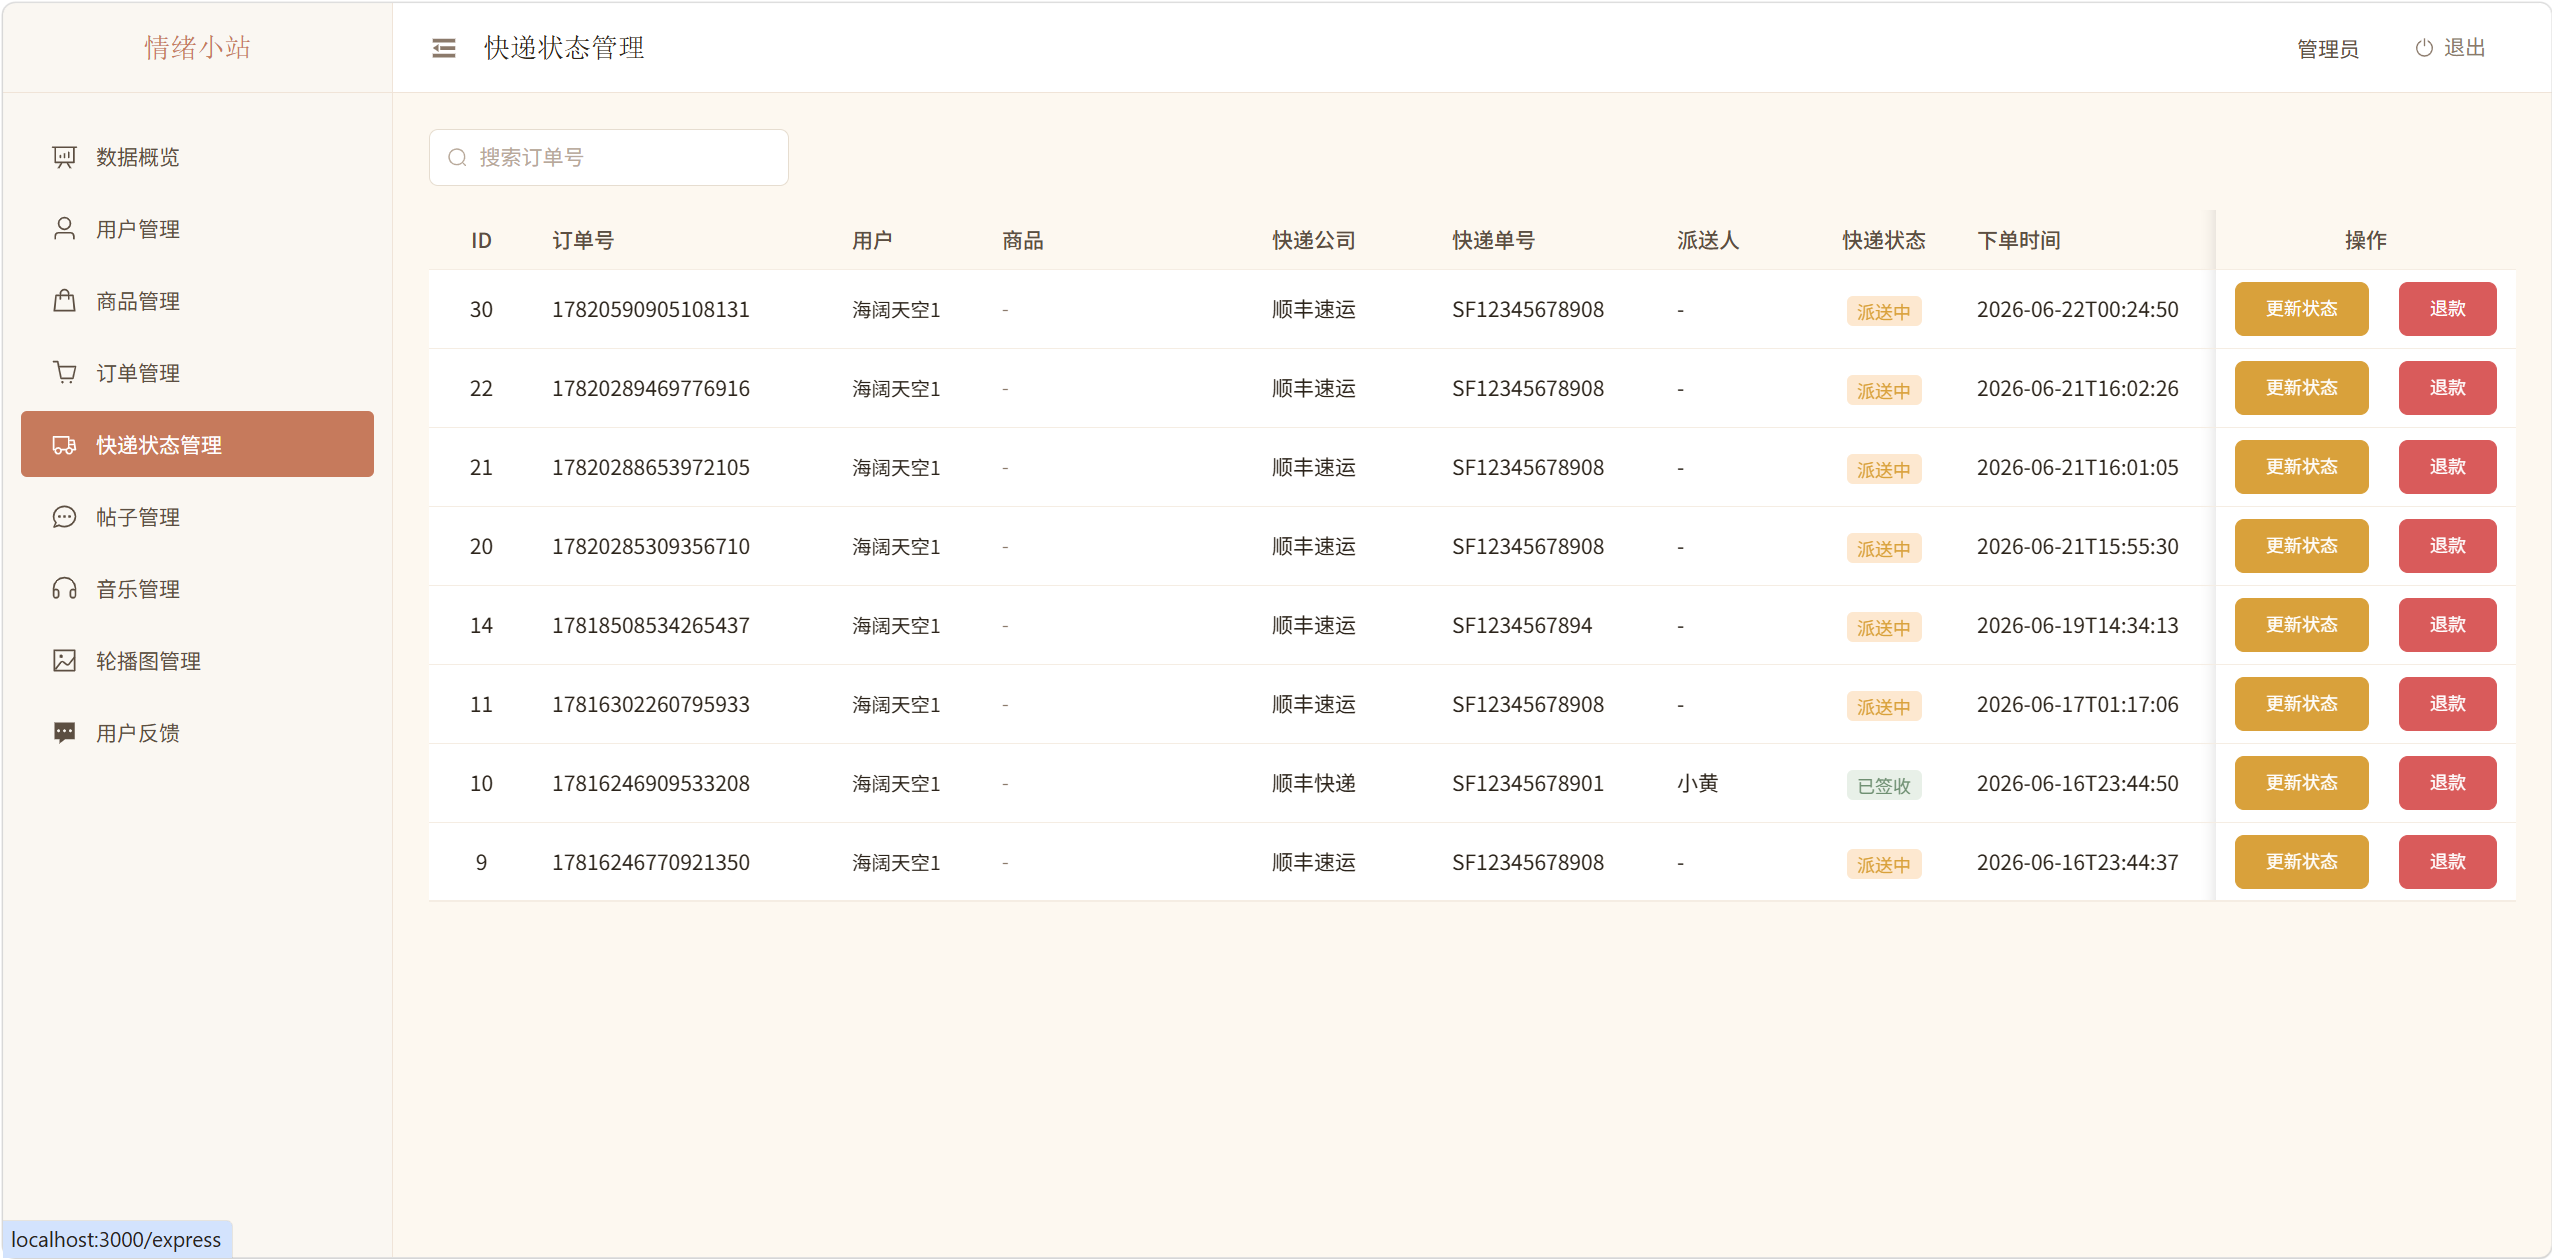 情绪小站
快递状态管理
管理员
退出
数据概览
用户管理
商品管理
订单管理
快递状态管理
帖子管理
音乐管理
轮播图管理
用户反馈
搜索订单号
ID 订单号 用户 商品 快递公司 快递单号 派送人 快递状态 下单时间 操作
30 17820590905108131 海阔天空1 - 顺丰速运 SF12345678908 - 派送中 2026-06-22T00:24:50 更新状态 退款
22 17820289469776916 海阔天空1 - 顺丰速运 SF12345678908 - 派送中 2026-06-21T16:02:26 更新状态 退款
21 17820288653972105 海阔天空1 - 顺丰速运 SF12345678908 - 派送中 2026-06-21T16:01:05 更新状态 退款
20 17820285309356710 海阔天空1 - 顺丰速运 SF12345678908 - 派送中 2026-06-21T15:55:30 更新状态 退款
14 17818508534265437 海阔天空1 - 顺丰速运 SF1234567894 - 派送中 2026-06-19T14:34:13 更新状态 退款
11 17816302260795933 海阔天空1 - 顺丰速运 SF12345678908 - 派送中 2026-06-17T01:17:06 更新状态 退款
10 17816246909533208 海阔天空1 - 顺丰快递 SF12345678901 小黄 已签收 2026-06-16T23:44:50 更新状态 退款
9 17816246770921350 海阔天空1 - 顺丰速运 SF12345678908 - 派送中 2026-06-16T23:44:37 更新状态 退款
localhost:3000/express